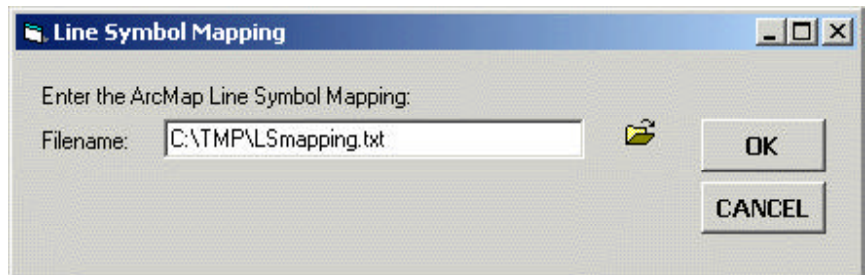 Line Symbol Mapping
Enter the ArcMap Line Symbol Mapping:
Filename: C:\TMP\LSmapping.txt
OK
CANCEL